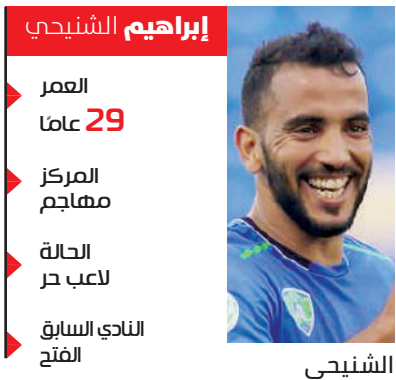 إبراهيم الشنيحي
العمر
29 عامًا
المركز
مهاجم
الحالة
لاعب حر
النادي السابق
الفتح
الشنيحي